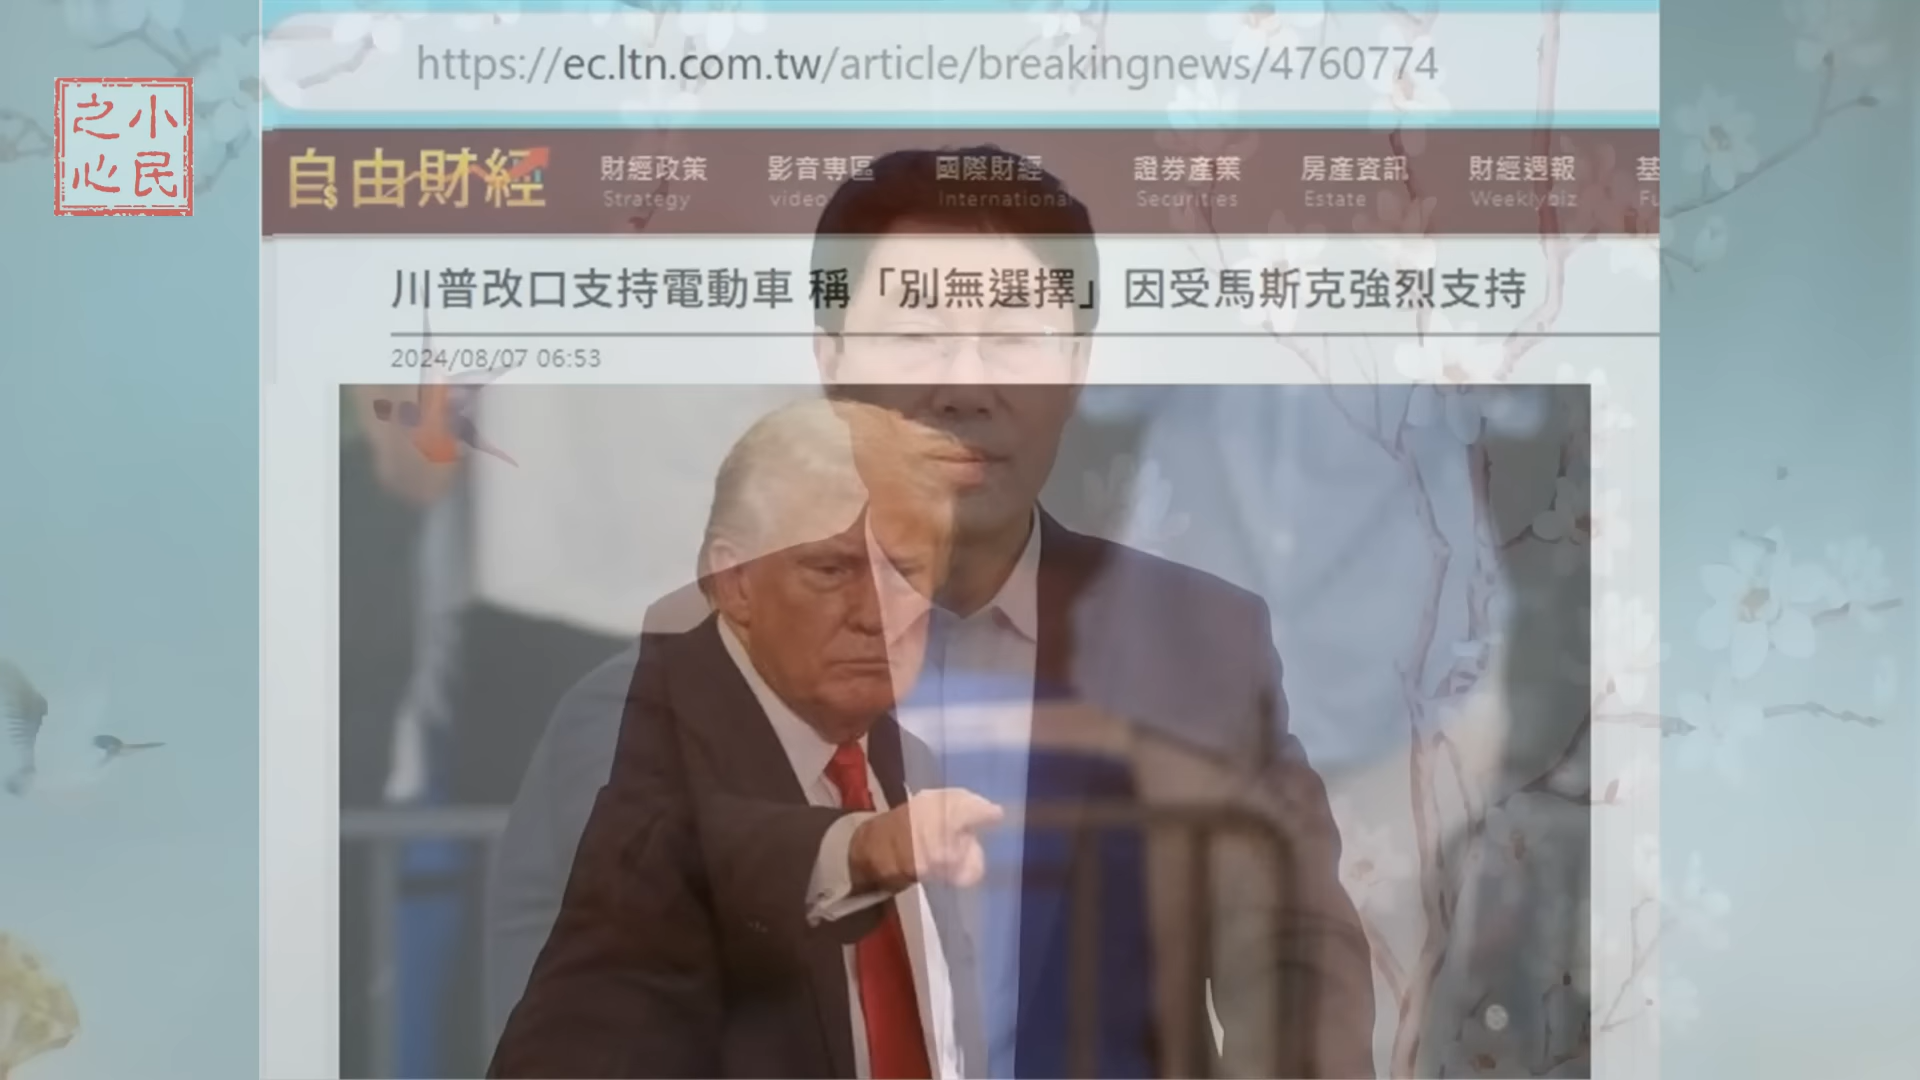 https://ec.ltn.com.tw/article/breakingnews/4760774
小民之心
自由財經
財經政策 影音專區 國際財經 證券產業 房產資訊 財經週報 基
Strategy video International Securities Estate Weeklybiz Fu
川普改口支持電動車 稱「別無選擇」因受馬斯克強烈支持
2024/08/07 06:53